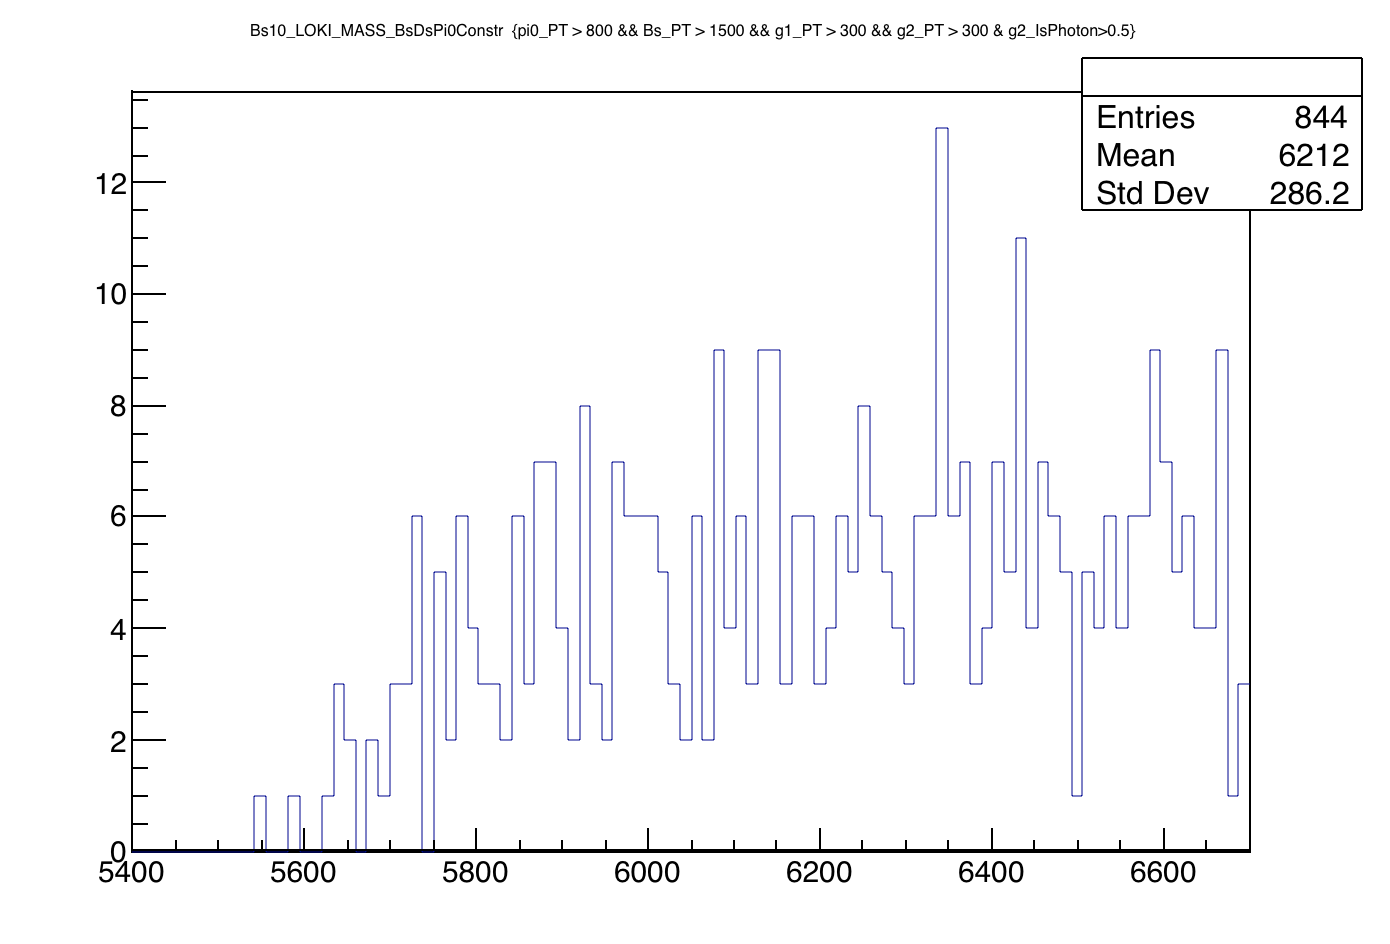 Bs10_LOKI_MASS_BsDsPi0Constr {pi0_PT > 800 && Bs_PT > 1500 && g1_PT > 300 && g2_PT > 300 & g2_IsPhoton>0.5}
Entries 844
Mean 6212
Std Dev 286.2
12
10
8
6
4
2
0
5400 5600 5800 6000 6200 6400 6600